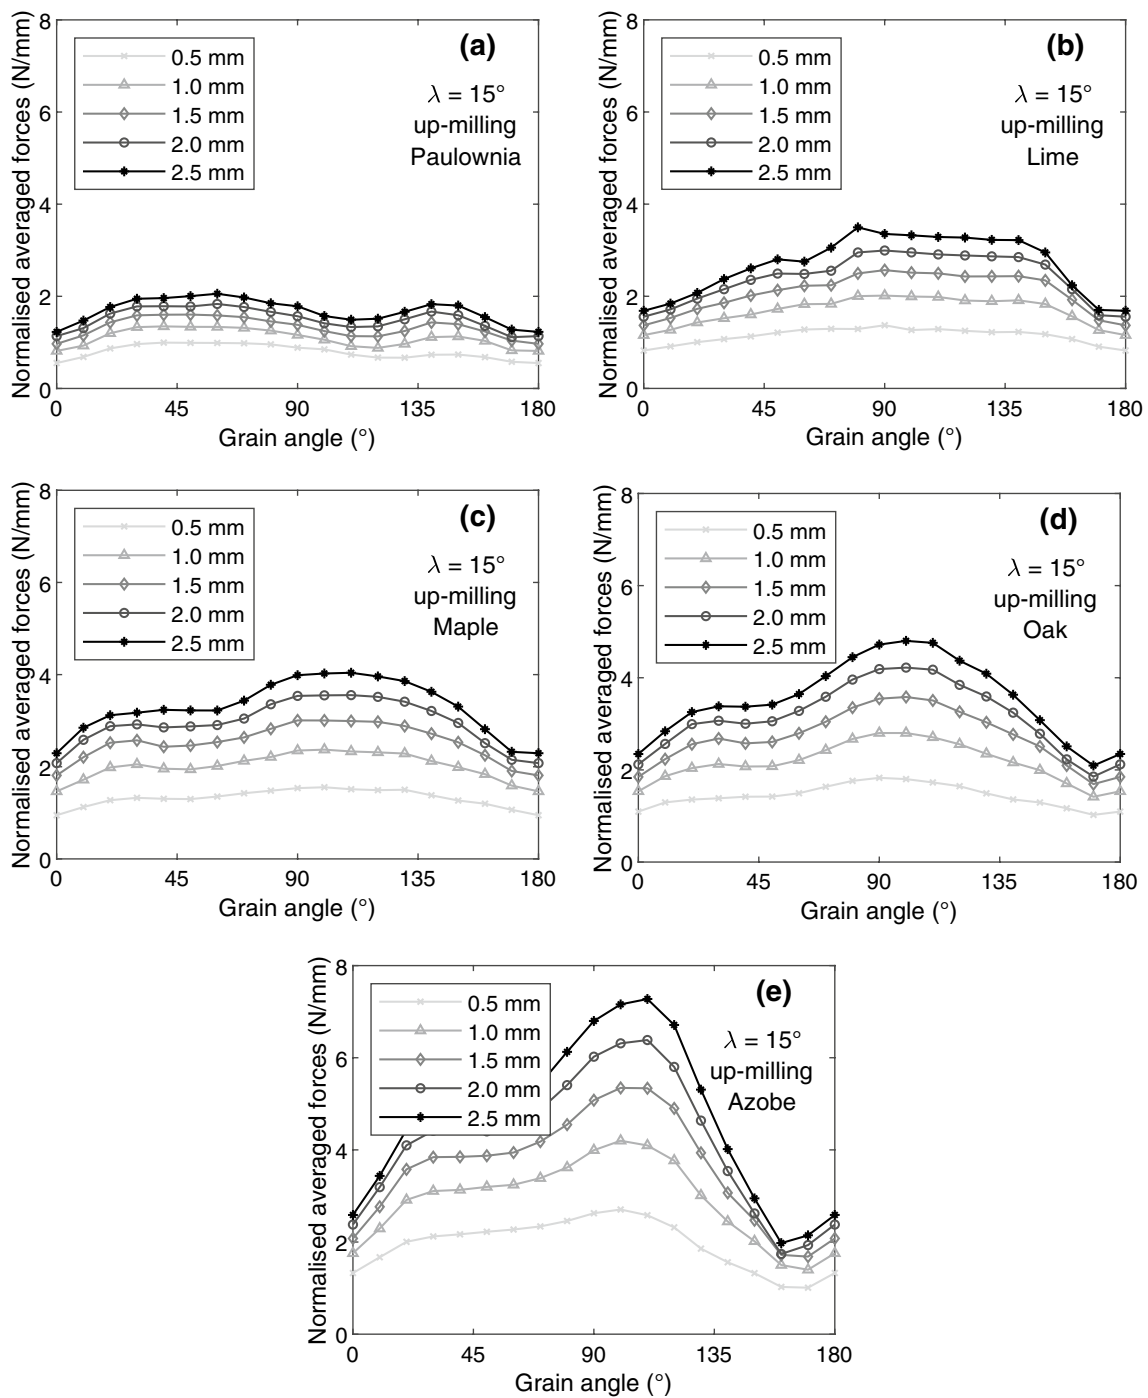 Normalised averaged forces (N/mm)
8
6
4
2
0
0.5 mm
1.0 mm
1.5 mm
2.0 mm
2.5 mm
(a)
λ = 15°
up-milling
Paulownia
0 45 90 135 180
Grain angle (°)
Normalised averaged forces (N/mm)
8
6
4
2
0
0.5 mm
1.0 mm
1.5 mm
2.0 mm
2.5 mm
(b)
λ = 15°
up-milling
Lime
0 45 90 135 180
Grain angle (°)
Normalised averaged forces (N/mm)
8
6
4
2
0
0.5 mm
1.0 mm
1.5 mm
2.0 mm
2.5 mm
(c)
λ = 15°
up-milling
Maple
0 45 90 135 180
Grain angle (°)
Normalised averaged forces (N/mm)
8
6
4
2
0
0.5 mm
1.0 mm
1.5 mm
2.0 mm
2.5 mm
(d)
λ = 15°
up-milling
Oak
0 45 90 135 180
Grain angle (°)
Normalised averaged forces (N/mm)
8
6
4
2
0
0.5 mm
1.0 mm
1.5 mm
2.0 mm
2.5 mm
(e)
λ = 15°
up-milling
Azobe
0 45 90 135 180
Grain angle (°)